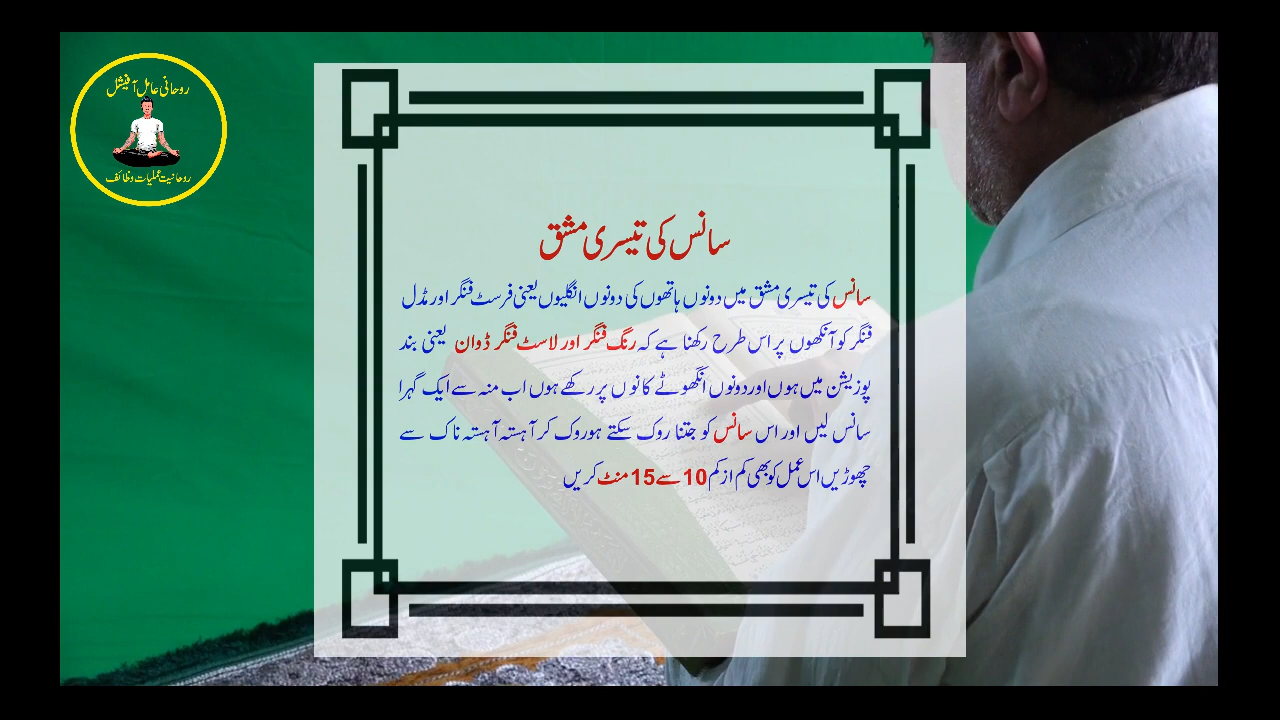 روحانی عامل آفیشل
روحانیت عملیات وظائف
سانس کی تیسری مشق
سانس کی تیسری مشق میں دونوں ہاتھوں کی دونوں انگلیوں یعنی فرسٹ فنگر اور مڈل
فنگر کو آنکھوں پر اس طرح رکھنا ہے کہ رنگ فنگر اور لاسٹ فنگر ڈوان یعنی بند
پوزیشن میں ہوں اور دونوں انگھوٹے کانوں پر رکھے ہوں اب منہ سے ایک گہرا
سانس لیں اور اس سانس کو جتنا روک سکتے ہو روک کر آہستہ آہستہ ناک سے
چھوڑیں اس عمل کو بھی کم از کم 10 سے 15 منٹ کریں